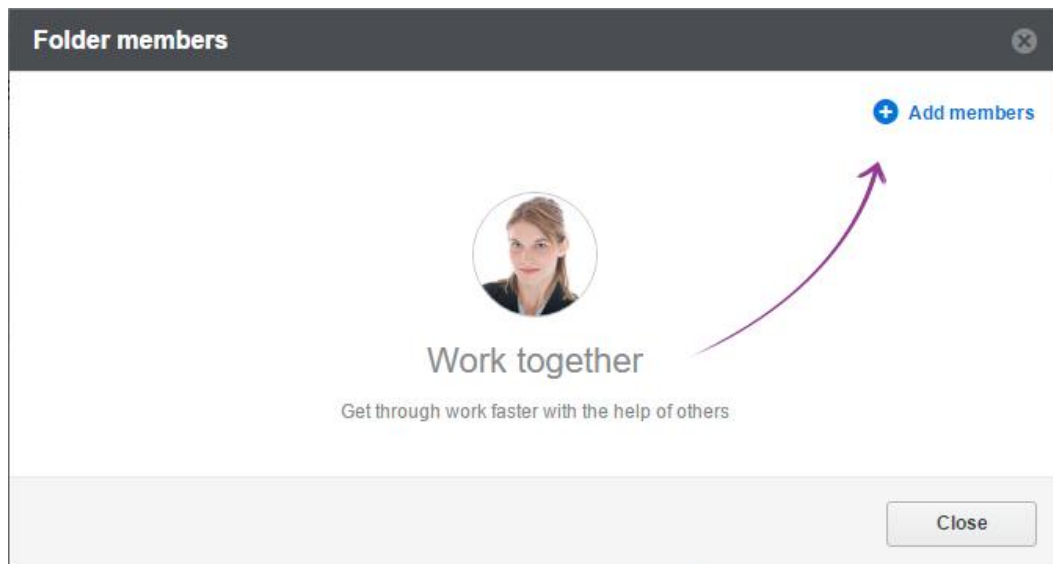 Folder members
Add members
Work together
Get through work faster with the help of others
Close